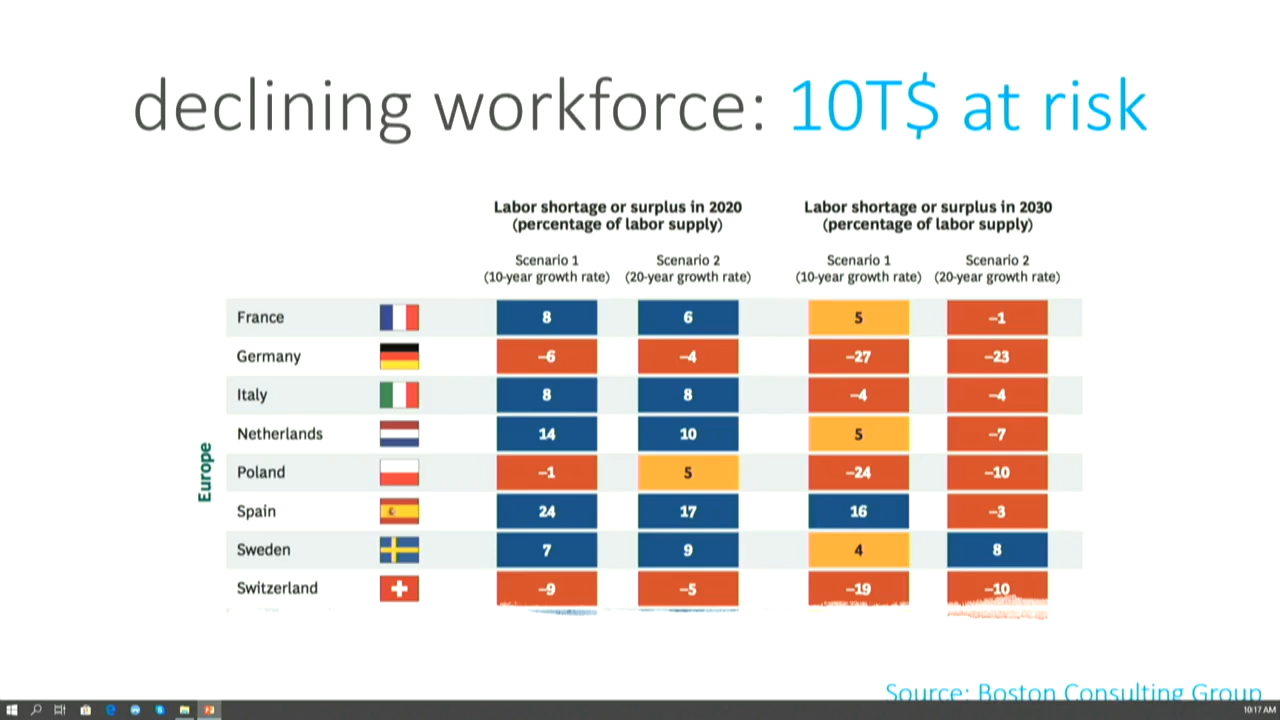 declining workforce: 10T$ at risk
Labor shortage or surplus in 2020 Labor shortage or surplus in 2030
(percentage of labor supply) (percentage of labor supply)
Scenario 1 Scenario 2 Scenario 1 Scenario 2
(10-year growth rate) (20-year growth rate) (10-year growth rate) (20-year growth rate)
Europe
France 8 6 5 –1
Germany –6 –4 –27 –23
Italy 8 8 –4 –4
Netherlands 14 10 5 –7
Poland –1 5 –24 –10
Spain 24 17 16 –3
Sweden 7 9 4 8
Switzerland –9 –5 –19 –10
Source: Boston Consulting Group
10:17 AM